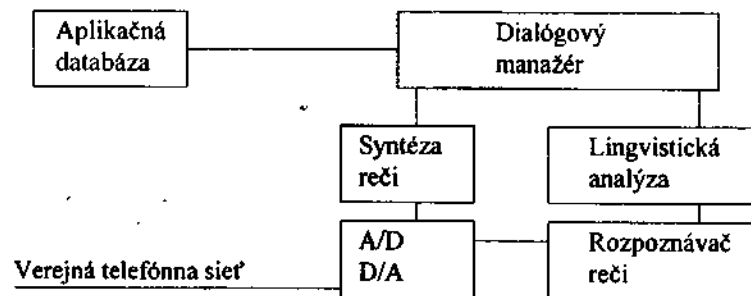 Aplikačná
databáza
Dialógový
manažér
Syntéza
reči
Lingvistická
analýza
A/D
D/A
Rozpoznávač
reči
Verejná telefónna sieť